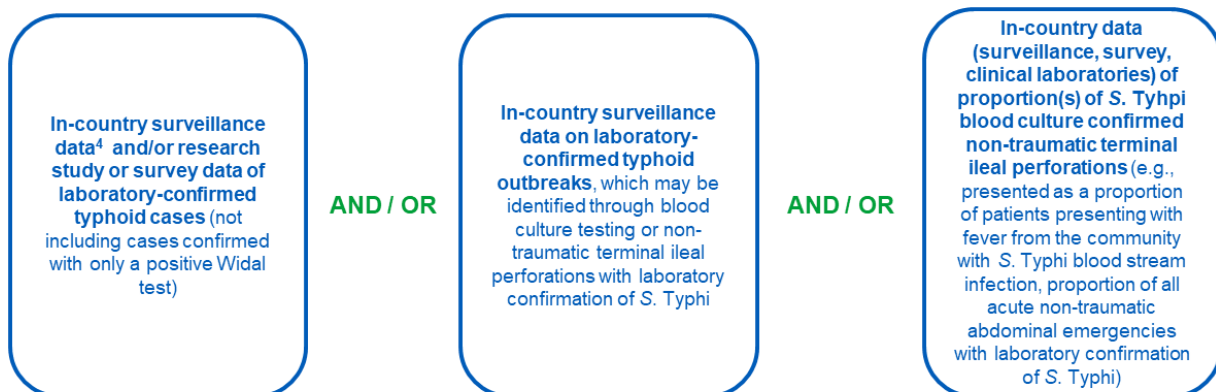 In-country surveillance
data⁴ and/or research
study or survey data of
laboratory-confirmed
typhoid cases (not
including cases confirmed
with only a positive Widal
test)
AND / OR
In-country surveillance
data on laboratory-
confirmed typhoid
outbreaks, which may be
identified through blood
culture testing or non-
traumatic terminal ileal
perforations with laboratory
confirmation of S. Typhi
AND / OR
In-country data
(surveillance, survey,
clinical laboratories) of
proportion(s) of S. Tyhpi
blood culture confirmed
non-traumatic terminal
ileal perforations (e.g.,
presented as a proportion
of patients presenting with
fever from the community
with S. Typhi blood stream
infection, proportion of all
acute non-traumatic
abdominal emergencies
with laboratory confirmation
of S. Typhi)